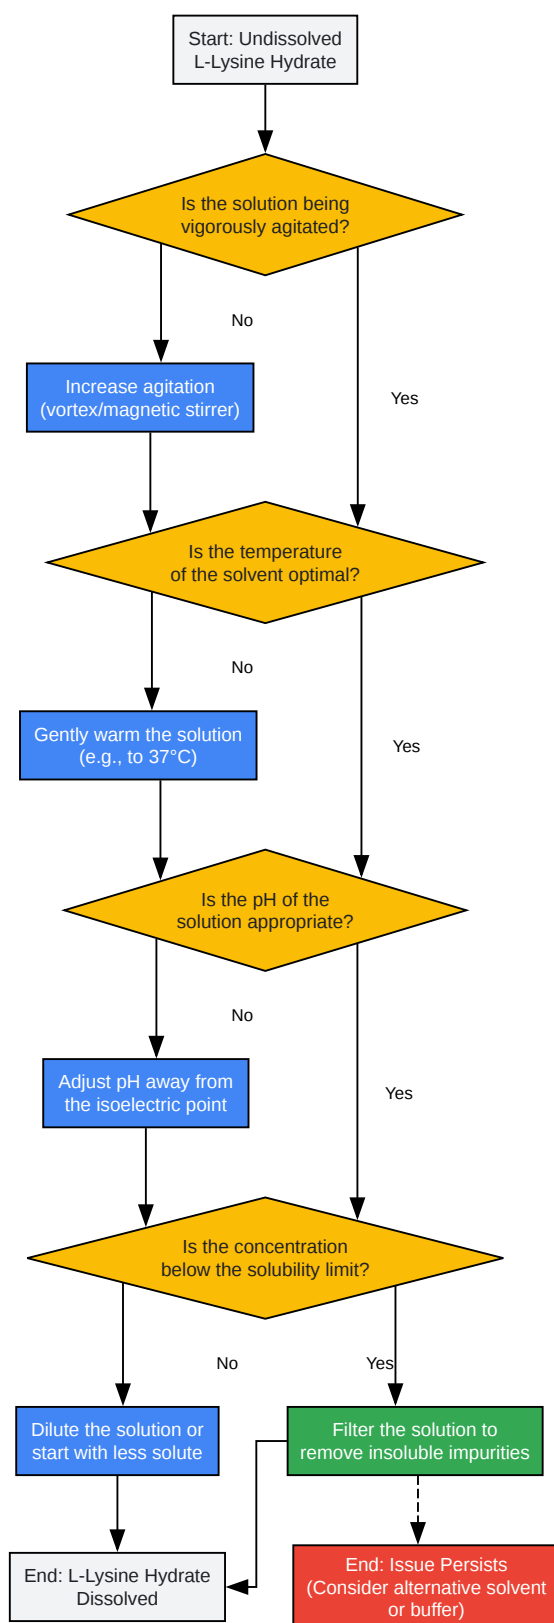 Start: Undissolved
L-Lysine Hydrate
Is the solution being
vigorously agitated?
No
Increase agitation
(vortex/magnetic stirrer)
Yes
Is the temperature
of the solvent optimal?
No
Gently warm the solution
(e.g., to 37°C)
Yes
Is the pH of the
solution appropriate?
No
Adjust pH away from
the isoelectric point
Yes
Is the concentration
below the solubility limit?
No
Yes
Dilute the solution or
start with less solute
Filter the solution to
remove insoluble impurities
End: L-Lysine Hydrate
Dissolved
End: Issue Persists
(Consider alternative solvent
or buffer)